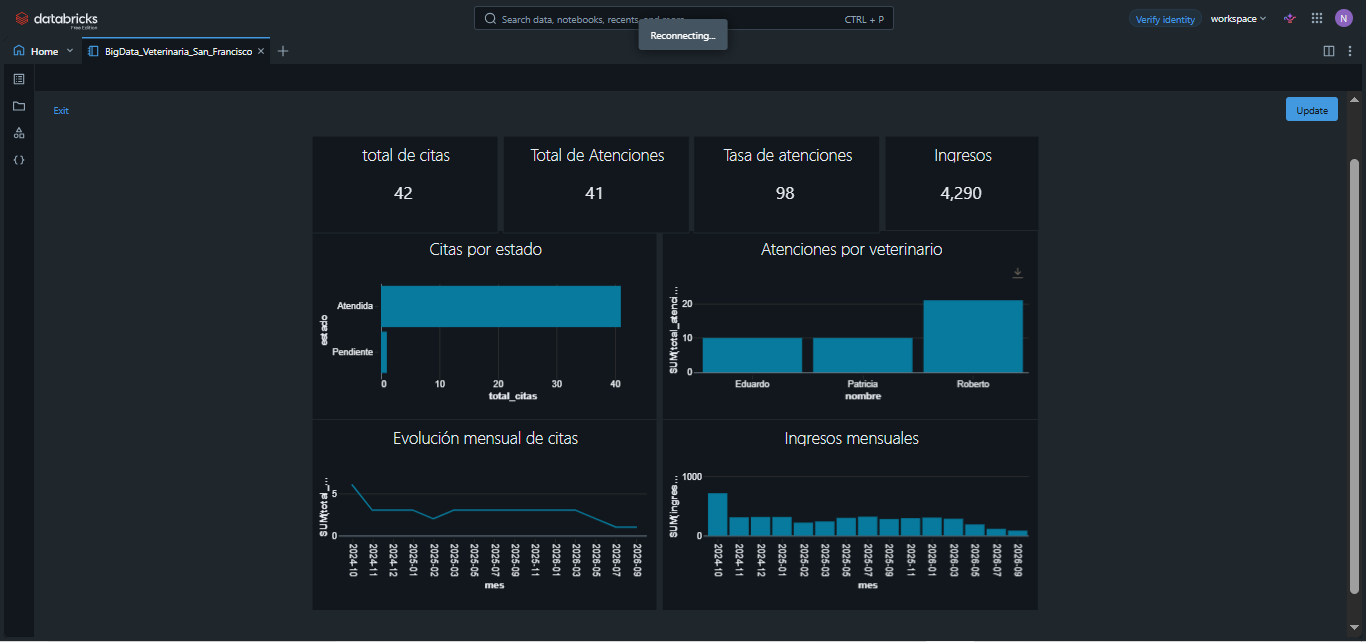 databricks
Free Edition
Search data, notebooks, recents, and more...
CTRL + P
Reconnecting...
Verify identity
workspace
N
Home
BigData_Veterinaria_San_Francisco
Exit
Update
total de citas
42
Total de Atenciones
41
Tasa de atenciones
98
Ingresos
4,290
Citas por estado
estado
Atendida
Pendiente
0 10 20 30 40
total_citas
Atenciones por veterinario
SUM(total_atenci...
20
10
0
Eduardo Patricia Roberto
nombre
Evolución mensual de citas
SUM(total_...
5
0
2024-10 2024-11 2024-12 2025-01 2025-02 2025-03 2025-05 2025-07 2025-09 2025-11 2026-01 2026-03 2026-05 2026-07 2026-09
mes
Ingresos mensuales
SUM(ingres...
1000
0
2024-10 2024-11 2024-12 2025-01 2025-02 2025-03 2025-05 2025-07 2025-09 2025-11 2026-01 2026-03 2026-05 2026-07 2026-09
mes